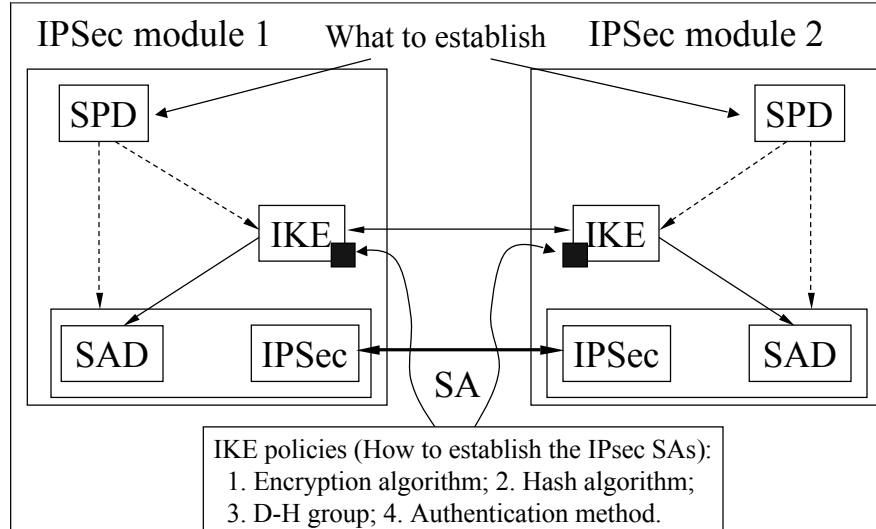 IPSec module 1
What to establish
IPSec module 2
SPD
SPD
IKE
IKE
SAD
IPSec
IPSec
SAD
SA
IKE policies (How to establish the IPsec SAs):
1. Encryption algorithm; 2. Hash algorithm;
3. D-H group; 4. Authentication method.